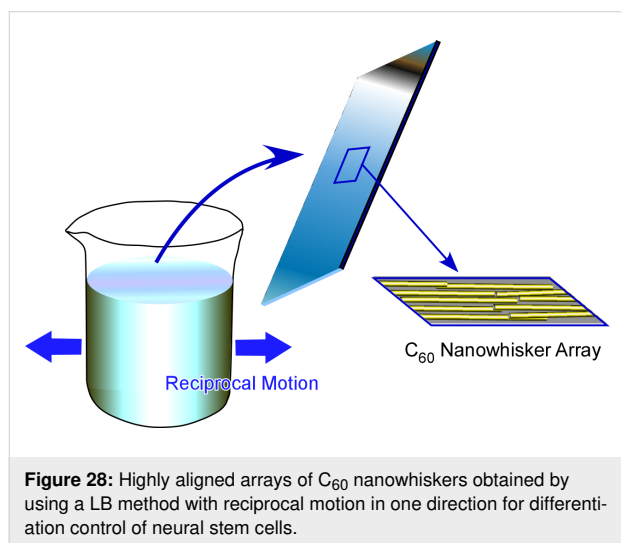 Reciprocal Motion
C60 Nanowhisker Array
Figure 28: Highly aligned arrays of C60 nanowhiskers obtained by
using a LB method with reciprocal motion in one direction for differenti-
ation control of neural stem cells.